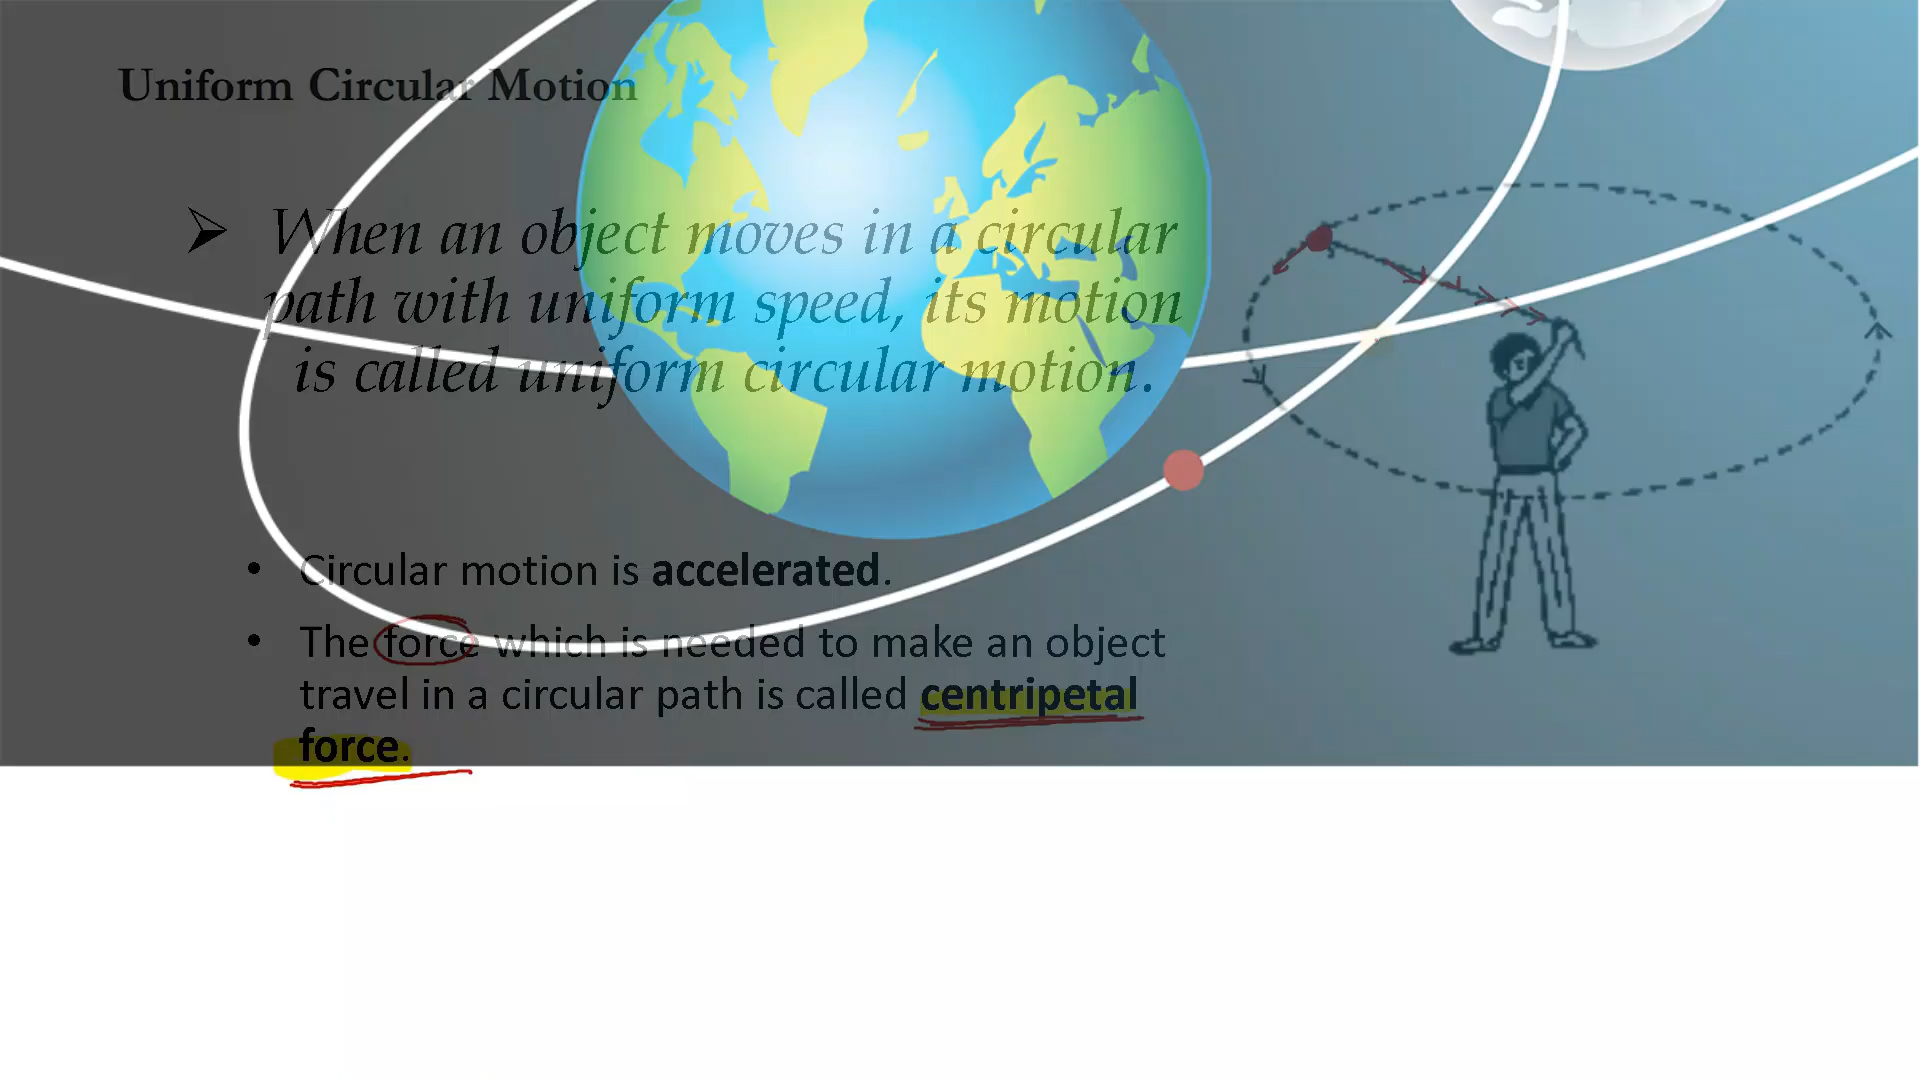 Uniform Circular Motion
➢ When an object moves in a circular
path with uniform speed, its motion
is called uniform circular motion.
• Circular motion is accelerated.
• The force which is needed to make an object
travel in a circular path is called centripetal
force.